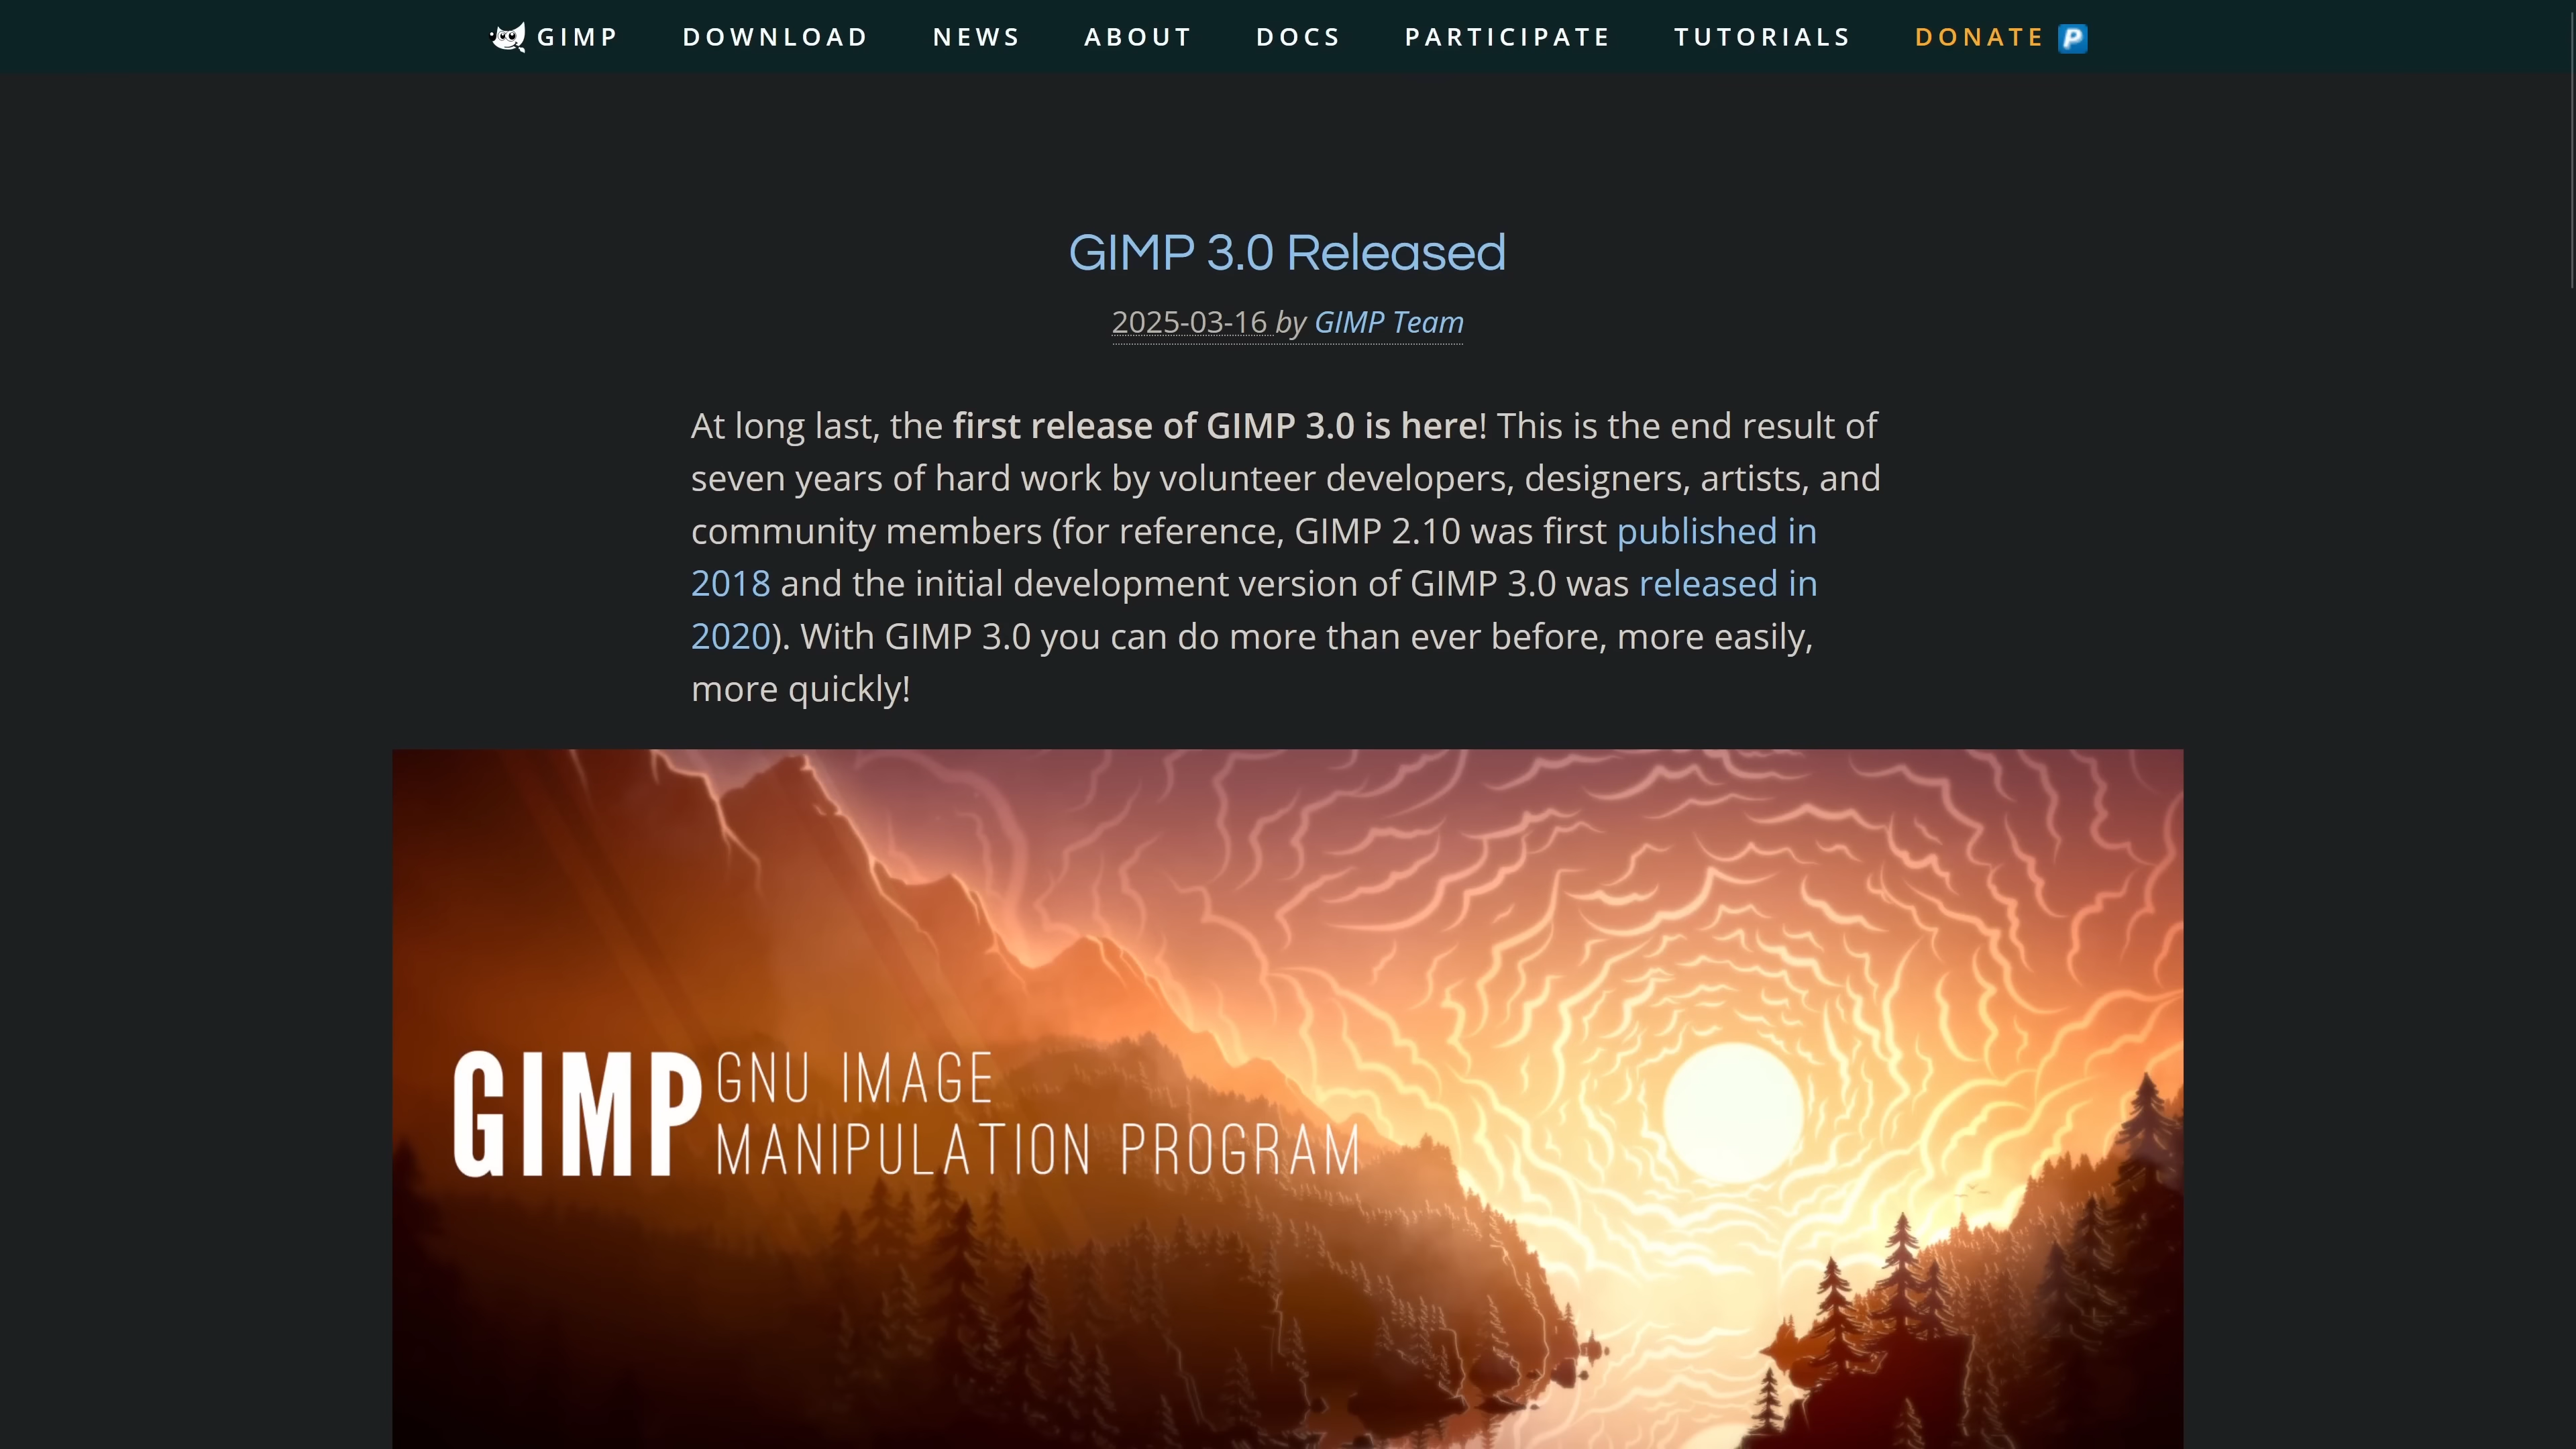 GIMP DOWNLOAD NEWS ABOUT DOCS PARTICIPATE TUTORIALS DONATE P
GIMP 3.0 Released
2025-03-16 by GIMP Team
At long last, the first release of GIMP 3.0 is here! This is the end result of
seven years of hard work by volunteer developers, designers, artists, and
community members (for reference, GIMP 2.10 was first published in
2018 and the initial development version of GIMP 3.0 was released in
2020). With GIMP 3.0 you can do more than ever before, more easily,
more quickly!
GIMP GNU IMAGE
MANIPULATION PROGRAM